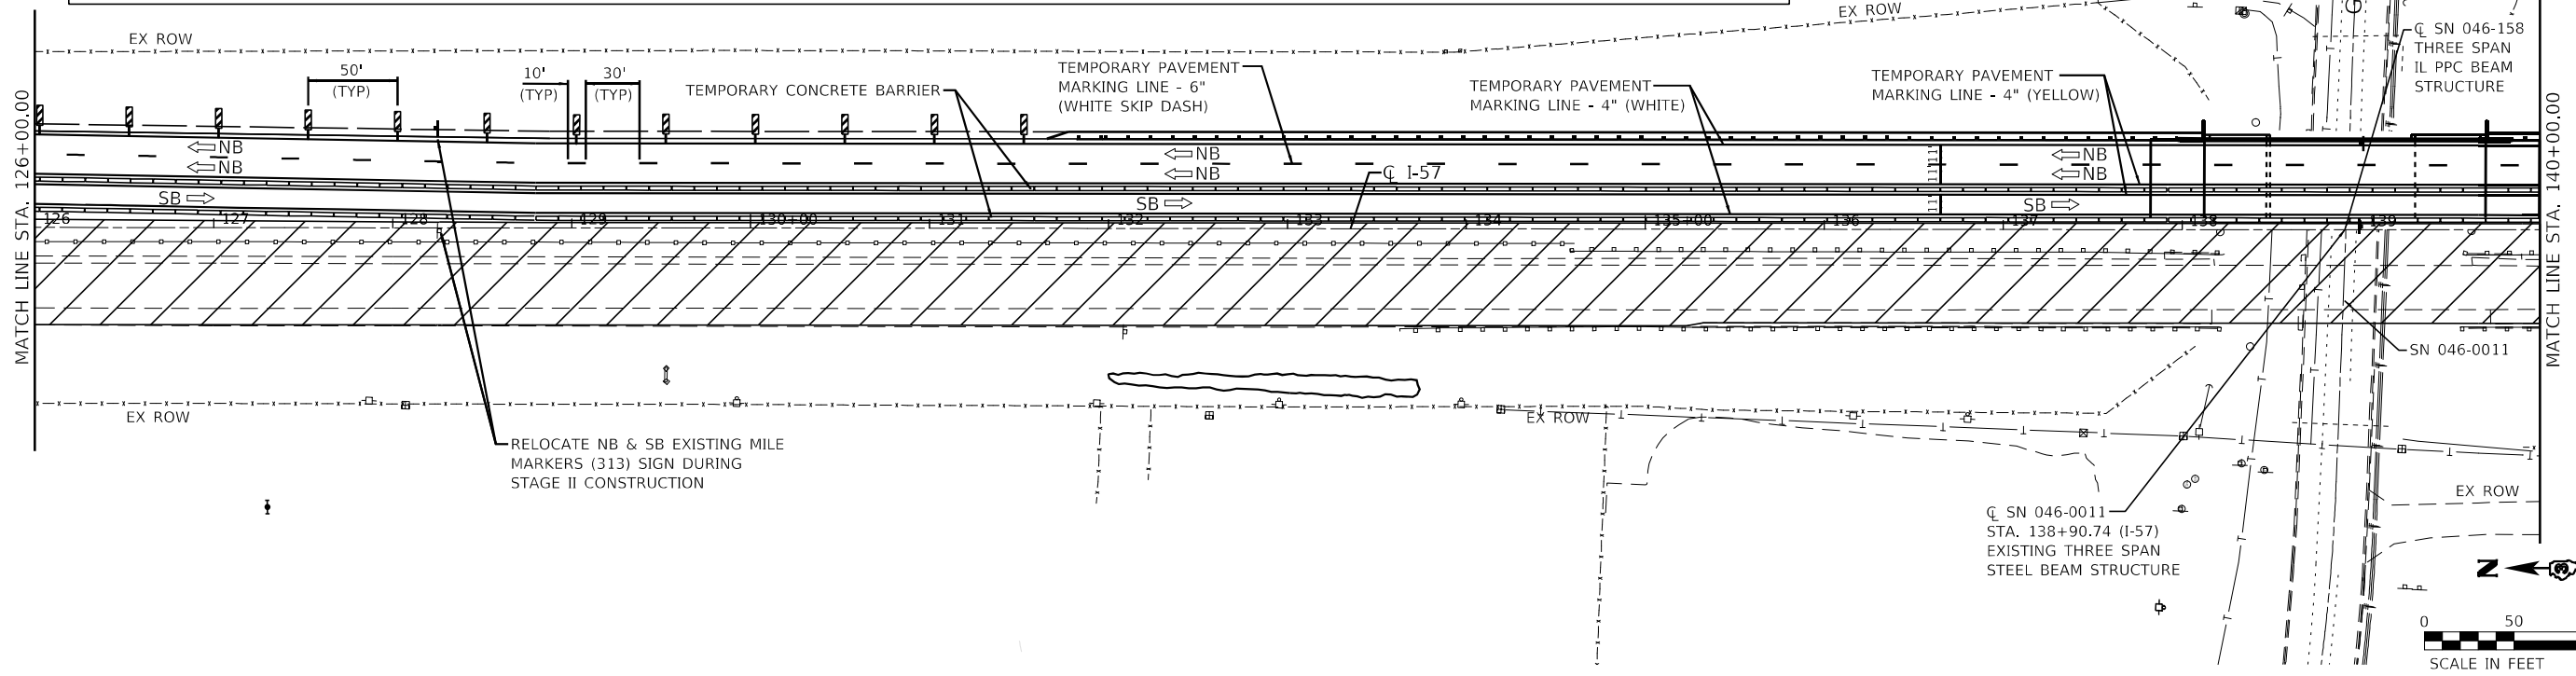 EX ROW
EX ROW
℄ SN 046-158
THREE SPAN
IL PPC BEAM
STRUCTURE
50'
(TYP)
10'
(TYP)
30'
(TYP)
TEMPORARY CONCRETE BARRIER
TEMPORARY PAVEMENT
MARKING LINE - 6"
(WHITE SKIP DASH)
TEMPORARY PAVEMENT
MARKING LINE - 4" (WHITE)
TEMPORARY PAVEMENT
MARKING LINE - 4" (YELLOW)
MATCH LINE STA. 126+00.00
MATCH LINE STA. 140+00.00
NB
NB
SB
NB
NB
SB
℄ I-57
11'
11'
11'
NB
NB
SB
126
127
128
129
130+00
131
132
133
134
135+00
136
137
138
139
SN 046-0011
EX ROW
EX ROW
RELOCATE NB & SB EXISTING MILE
MARKERS (313) SIGN DURING
STAGE II CONSTRUCTION
℄ SN 046-0011
STA. 138+90.74 (I-57)
EXISTING THREE SPAN
STEEL BEAM STRUCTURE
EX ROW
N
0
50
SCALE IN FEET